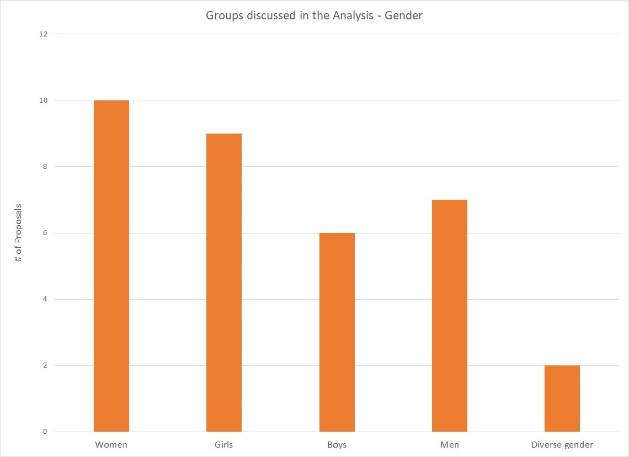 Groups discussed in the Analysis - Gender
12
10
8
6
4
2
0
# of Proposals
Women
Girls
Boys
Men
Diverse gender